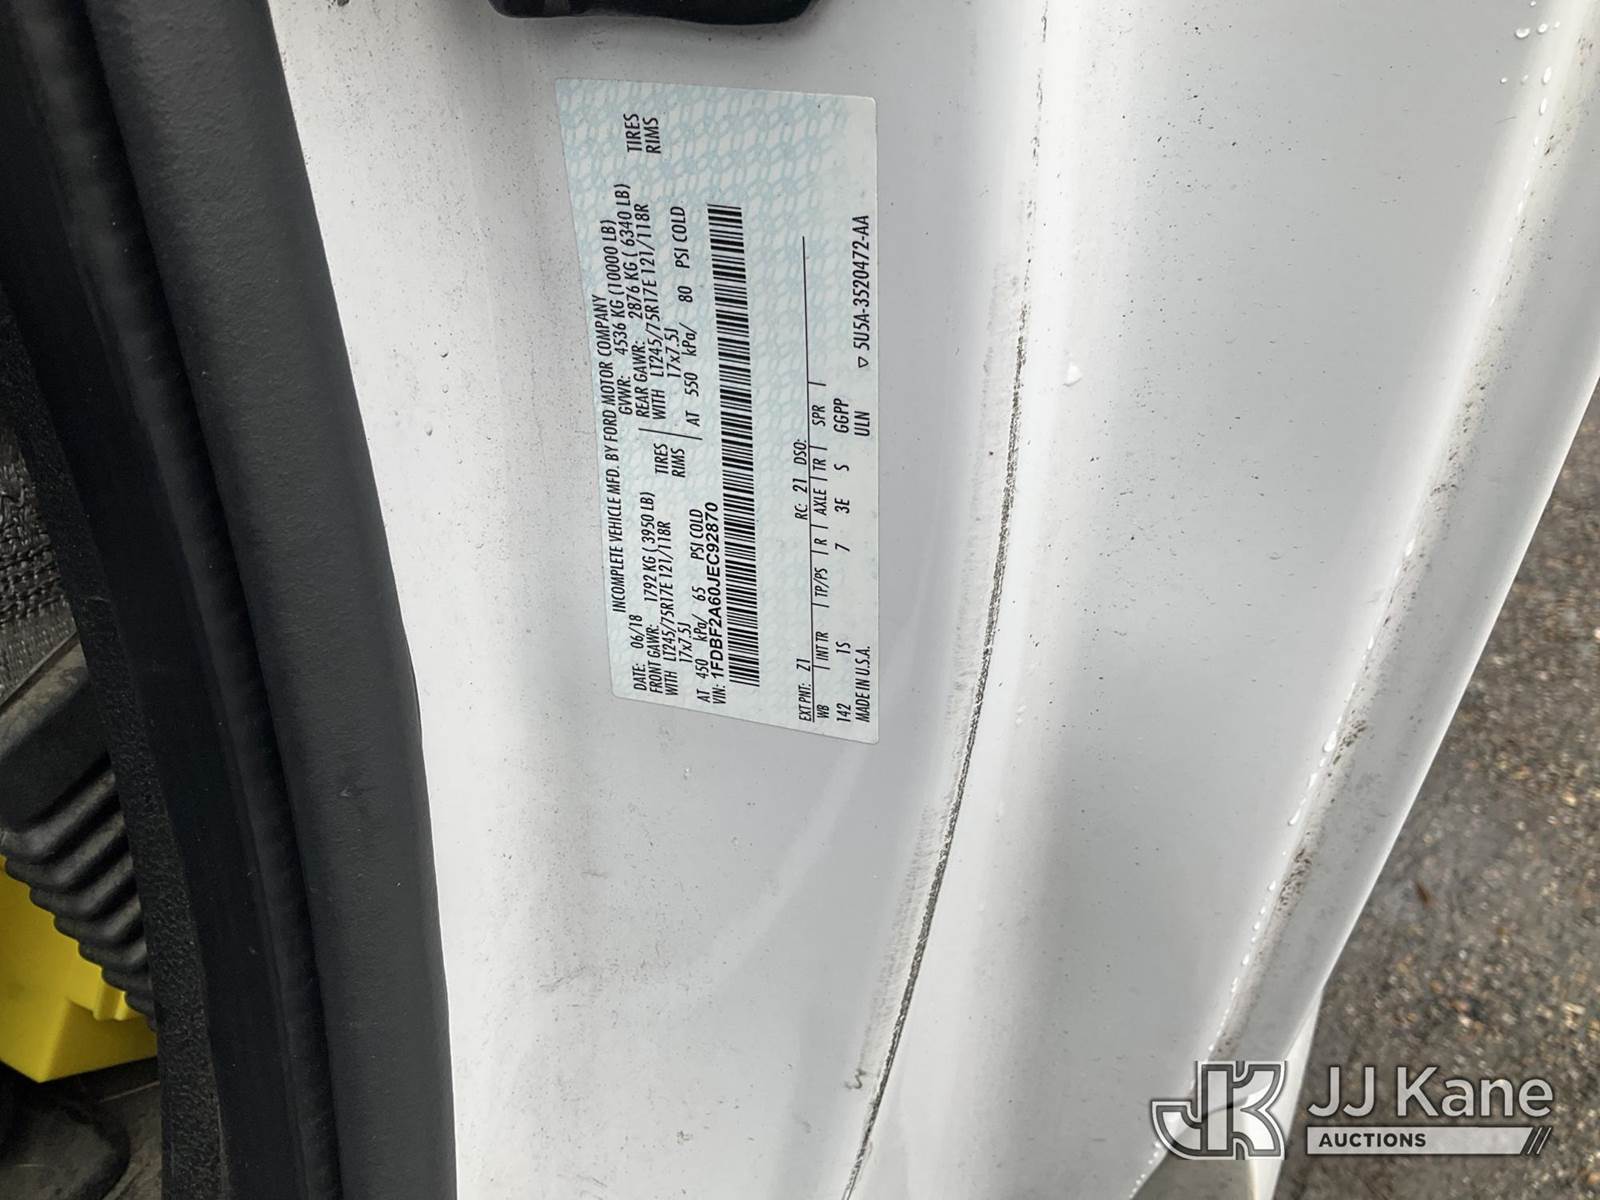 INCOMPLETE VEHICLE MFD. BY FORD MOTOR COMPANY
DATE: 06/18 GVWR: 4536 KG (10000 LB)
FRONT GAWR: 1792 KG ( 3950 LB) REAR GAWR: 2876 KG ( 6340 LB)
WITH LT245/75R17E 121/118R TIRES WITH LT245/75R17E 121/118R TIRES
17x7.5J RIMS 17x7.5J RIMS
AT 450 kPa/ 65 PSI COLD AT 550 kPa/ 80 PSI COLD
VIN: 1FDBF2A60JEC92870
EXT PNT: Z1 RC: 21 DSO:
WB INT TR TP/PS R AXLE TR SPR
142 1S 7 3E S GGPP
MADE IN U.S.A. ULN ▽ 5U5A-3520472-AA
JK JJ Kane
AUCTIONS